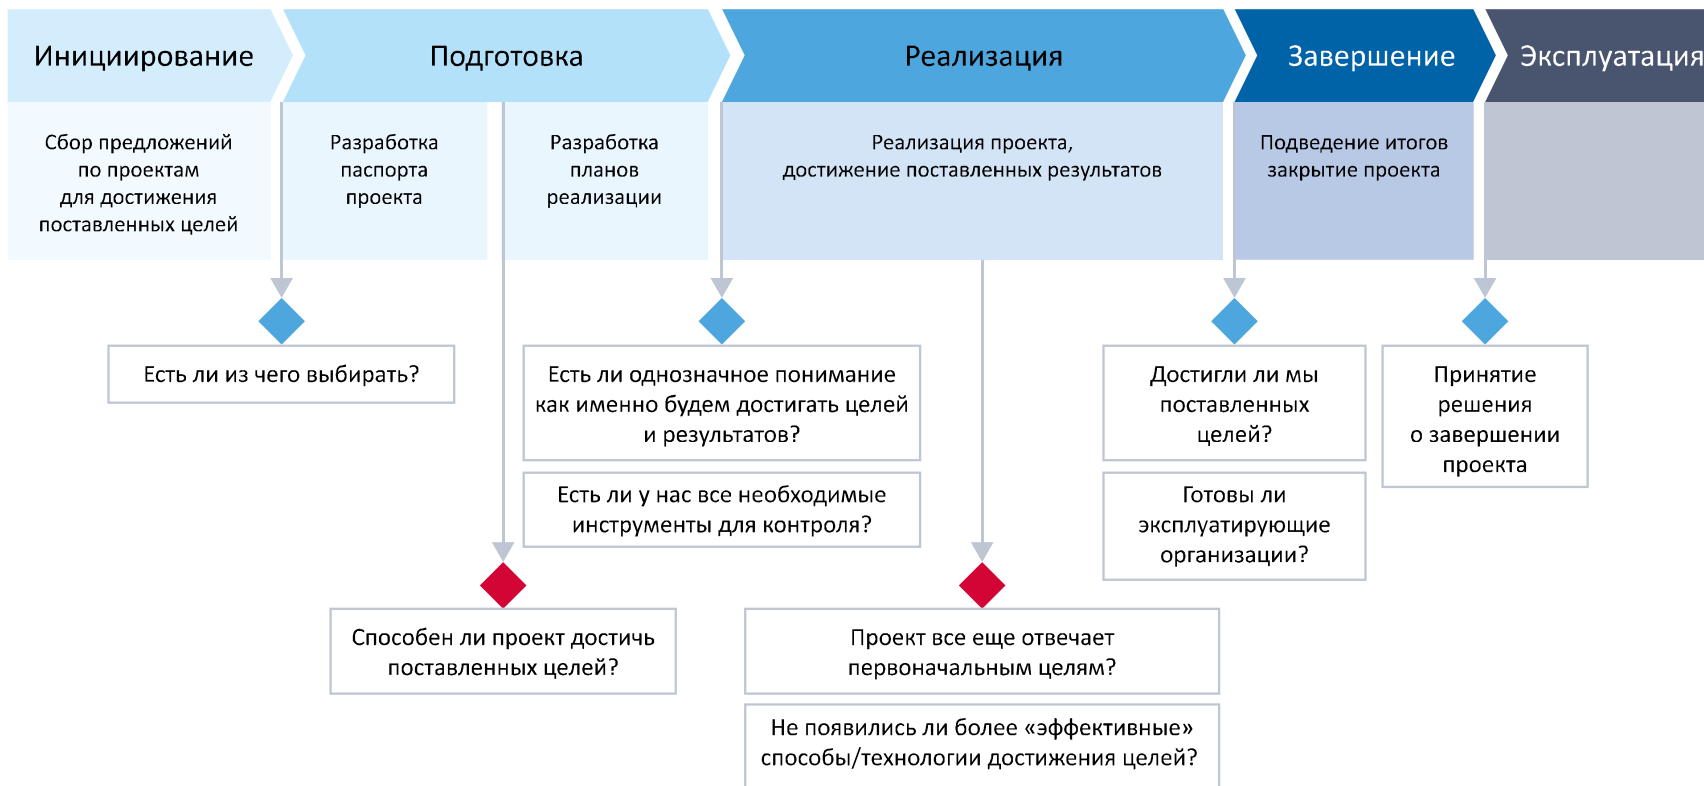 Инициирование
Подготовка
Реализация
Завершение
Эксплуатация
Сбор предложений
по проектам
для достижения
поставленных целей
Разработка
паспорта
проекта
Разработка
планов
реализации
Реализация проекта,
достижение поставленных результатов
Подведение итогов
закрытие проекта
Есть ли из чего выбирать?
Есть ли однозначное понимание
как именно будем достигать целей
и результатов?
Есть ли у нас все необходимые
инструменты для контроля?
Достигли ли мы
поставленных
целей?
Готовы ли
эксплуатирующие
организации?
Принятие
решения
о завершении
проекта
Способен ли проект достичь
поставленных целей?
Проект все еще отвечает
первоначальным целям?
Не появились ли более «эффективные»
способы/технологии достижения целей?